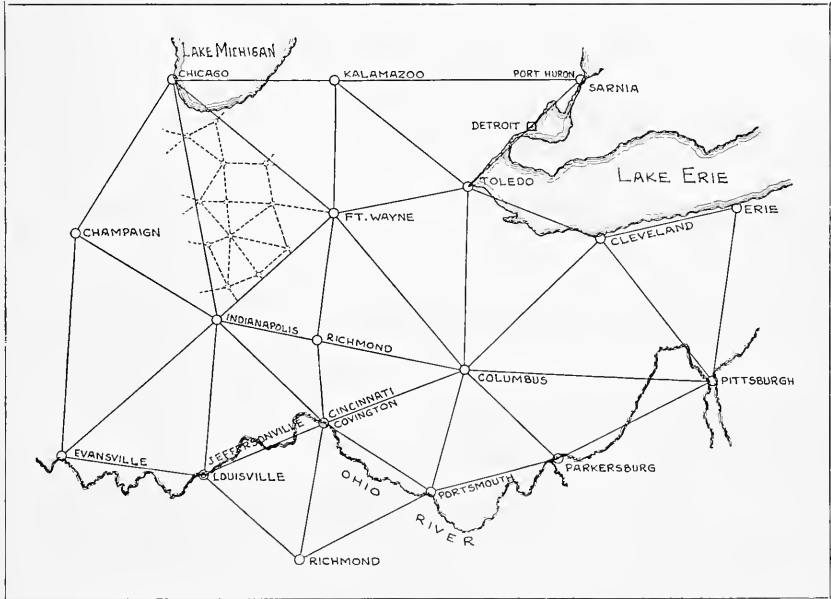 LAKE MICHIGAN
CHICAGO
KALAMAZOO
PORT HURON
SARNIA
DETROIT
TOLEDO
LAKE ERIE
FT. WAYNE
ERIE
CHAMPAIGN
CLEVELAND
INDIANAPOLIS
RICHMOND
COLUMBUS
PITTSBURGH
CINCINNATI
COVINGTON
JEFFERSONVILLE
EVANSVILLE
LOUISVILLE
PARKERSBURG
OHIO
RIVER
PORTSMOUTH
RICHMOND